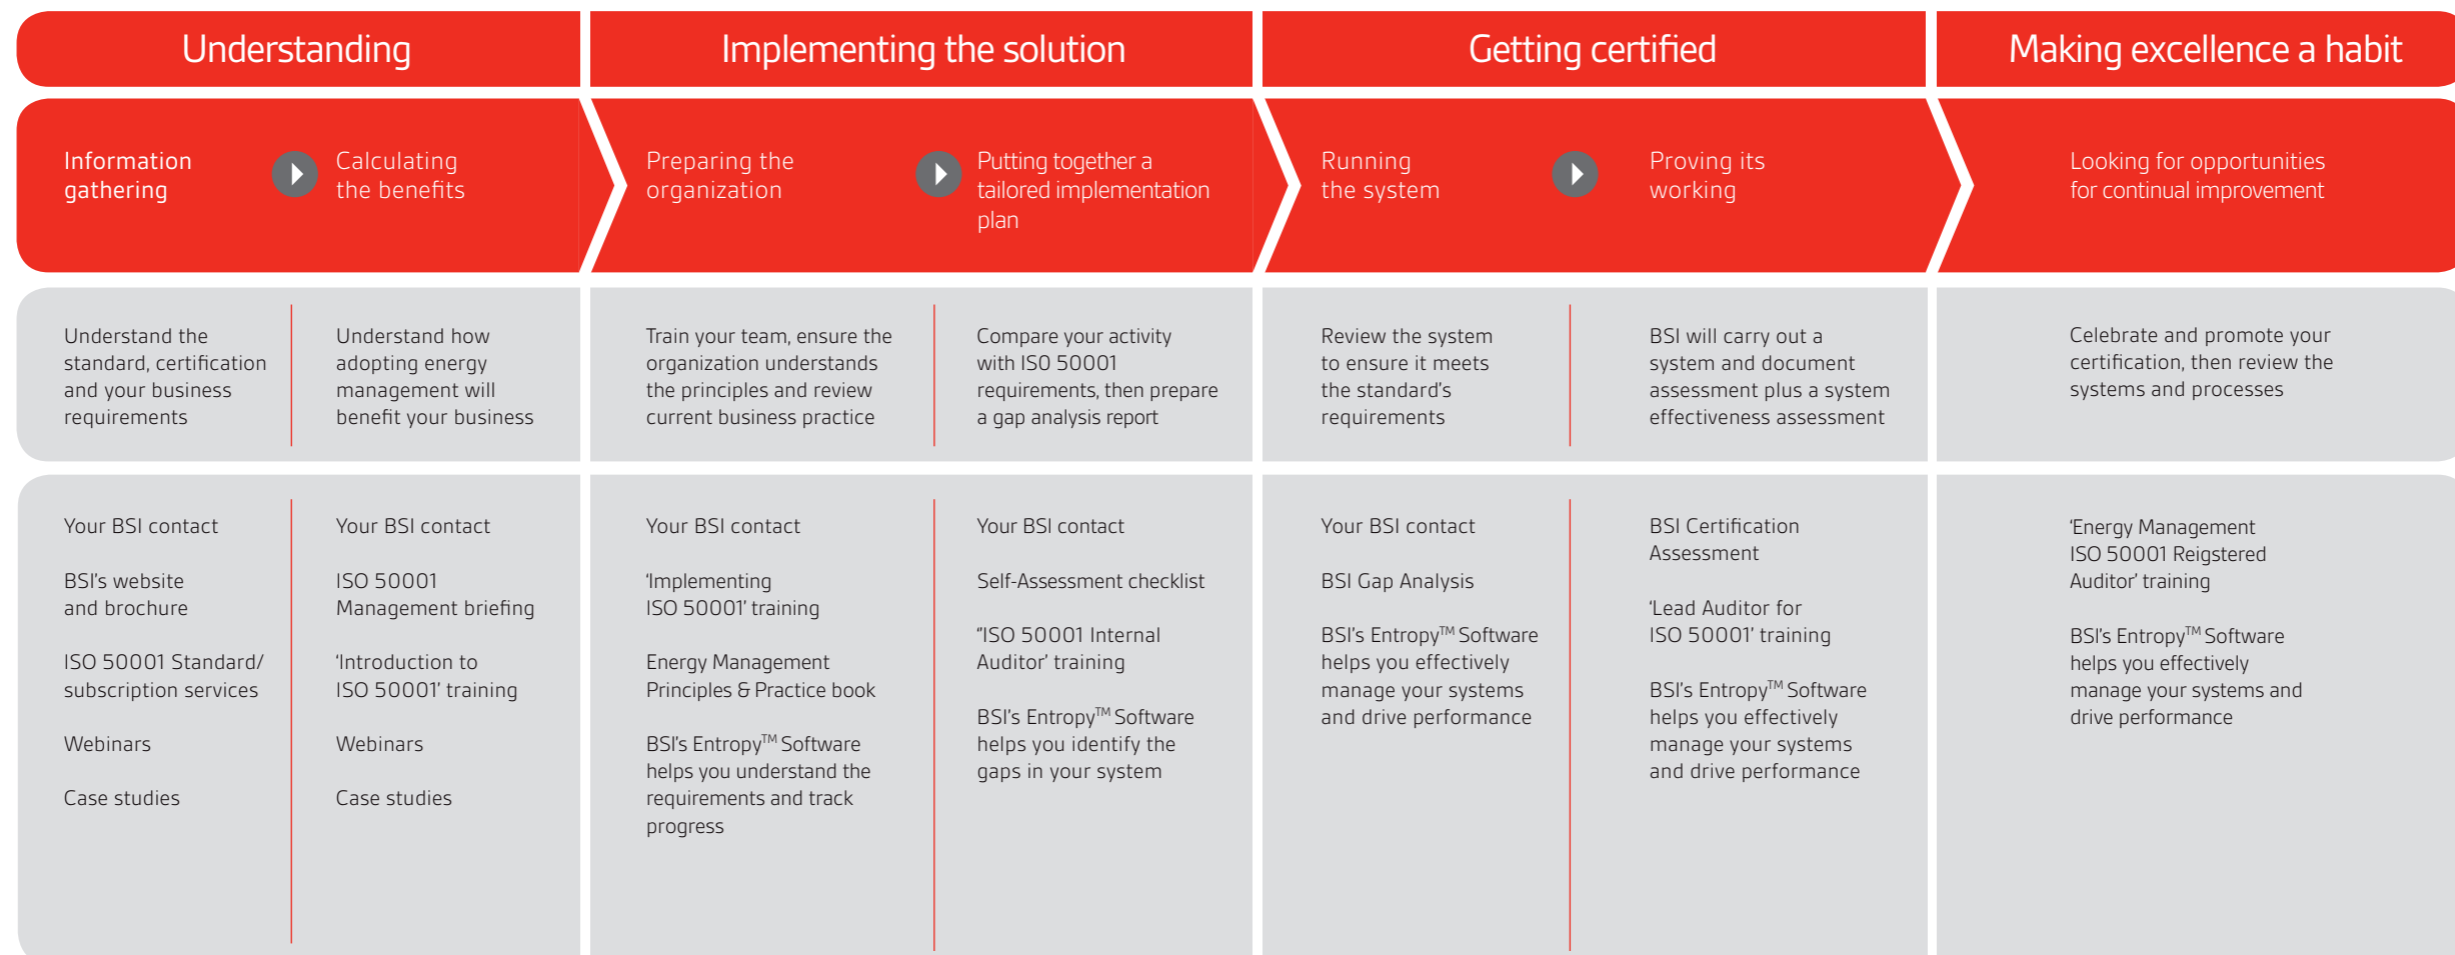 Understanding
Implementing the solution
Getting certified
Making excellence a habit
Information
gathering
Calculating
the benefits
Preparing the
organization
Putting together a
tailored implementation
plan
Running
the system
Proving its
working
Looking for opportunities
for continual improvement
Understand the
standard, certification
and your business
requirements
Understand how
adopting energy
management will
benefit your business
Train your team, ensure the
organization understands
the principles and review
current business practice
Compare your activity
with ISO 50001
requirements, then prepare
a gap analysis report
Review the system
to ensure it meets
the standard's
requirements
BSI will carry out a
system and document
assessment plus a system
effectiveness assessment
Celebrate and promote your
certification, then review the
systems and processes
Your BSI contact
BSI's website
and brochure
ISO 50001 Standard/
subscription services
Webinars
Case studies
Your BSI contact
ISO 50001
Management briefing
‘Introduction to
ISO 50001’ training
Webinars
Case studies
Your BSI contact
‘Implementing
ISO 50001’ training
Energy Management
Principles & Practice book
BSI's Entropy™ Software
helps you understand the
requirements and track
progress
Your BSI contact
Self-Assessment checklist
“ISO 50001 Internal
Auditor’ training
BSI's Entropy™ Software
helps you identify the
gaps in your system
Your BSI contact
BSI Gap Analysis
BSI's Entropy™ Software
helps you effectively
manage your systems
and drive performance
BSI Certification
Assessment
‘Lead Auditor for
ISO 50001’ training
BSI's Entropy™ Software
helps you effectively
manage your systems
and drive performance
‘Energy Management
ISO 50001 Reigstered
Auditor’ training
BSI's Entropy™ Software
helps you effectively
manage your systems and
drive performance